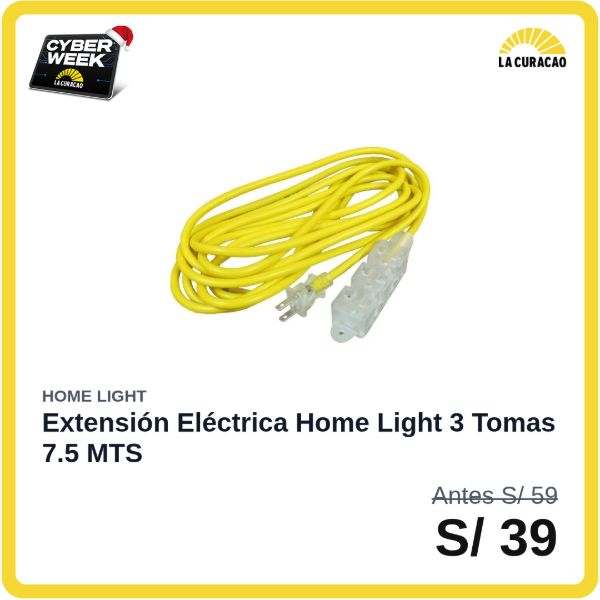 CYBER
WEEK
LA CURACAO
LA CURACAO
HOME LIGHT
Extensión Eléctrica Home Light 3 Tomas
7.5 MTS
Antes S/ 59
S/ 39